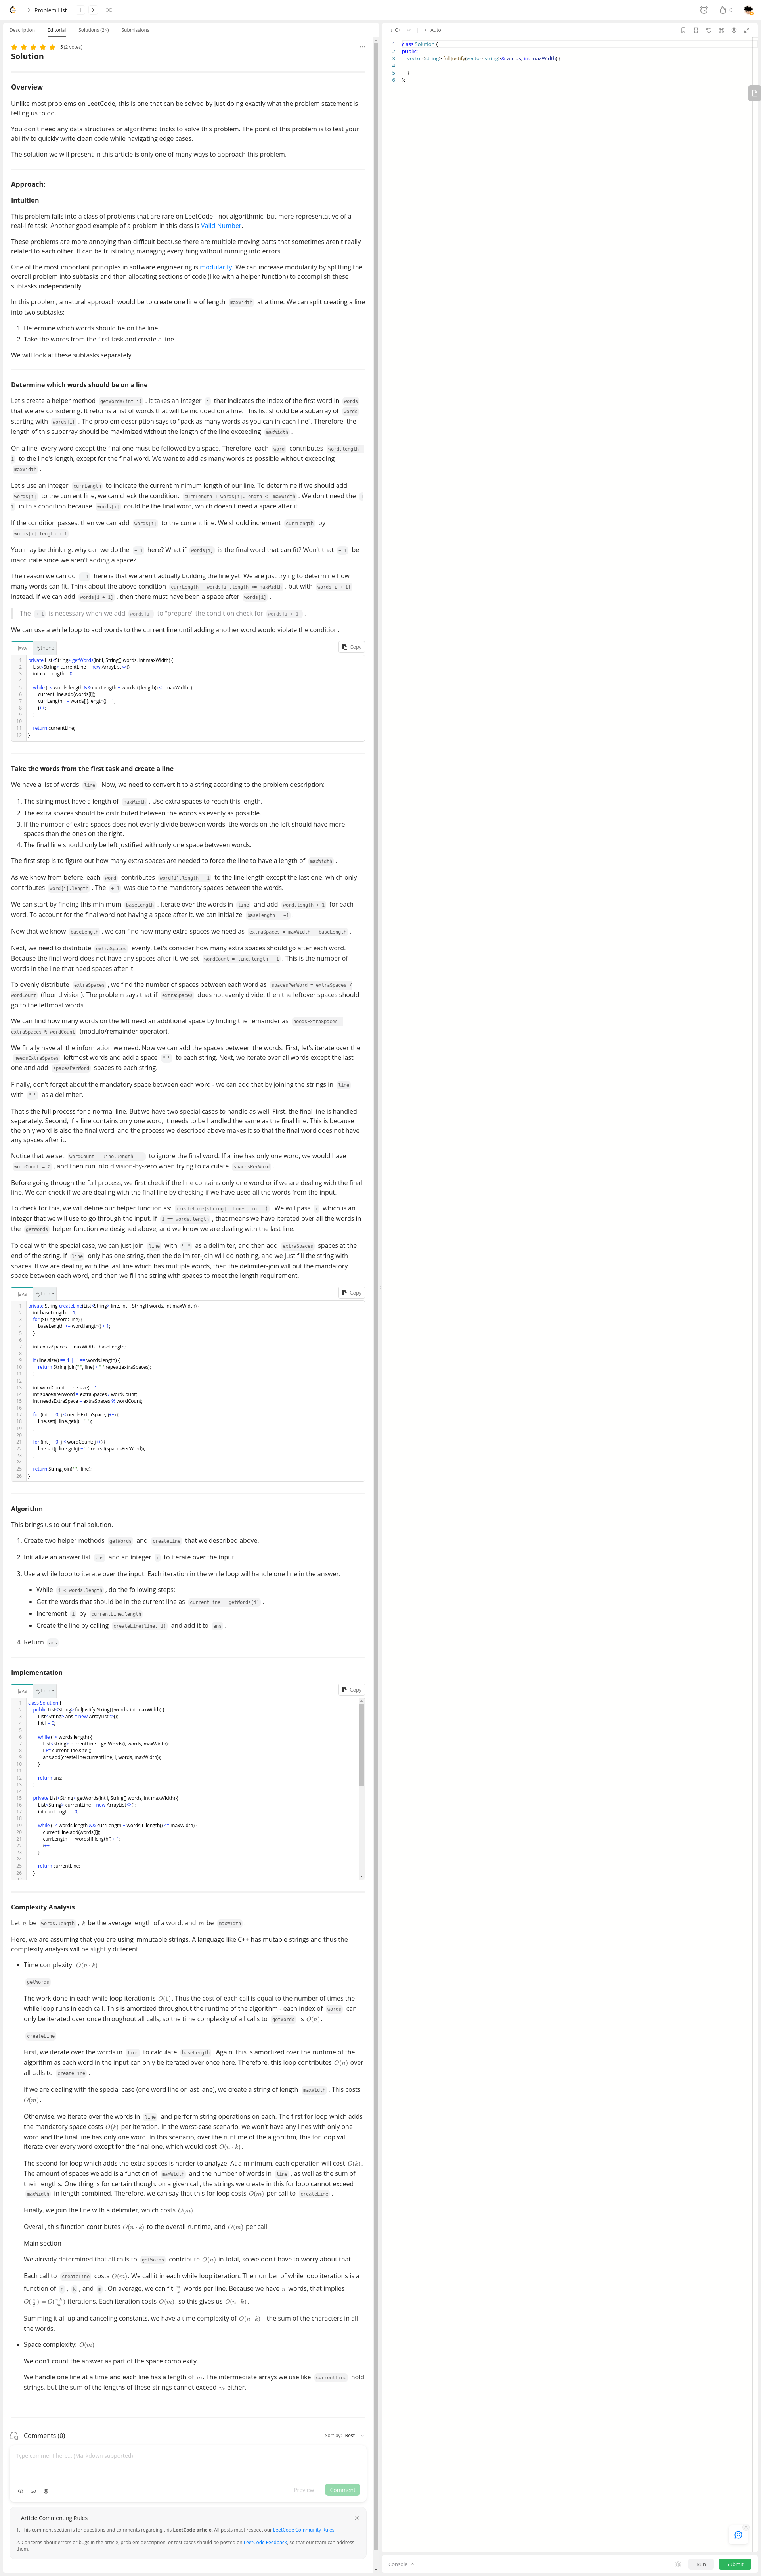 Problem List
0
Description Editorial Solutions (2K) Submissions
5 (2 votes)
Solution
Overview
Unlike most problems on LeetCode, this is one that can be solved by just doing exactly what the problem statement is
telling us to do.
You don't need any data structures or algorithmic tricks to solve this problem. The point of this problem is to test your
ability to quickly write clean code while navigating edge cases.
The solution we will present in this article is only one of many ways to approach this problem.
Approach:
Intuition
This problem falls into a class of problems that are rare on LeetCode - not algorithmic, but more representative of a
real-life task. Another good example of a problem in this class is Valid Number.
These problems are more annoying than difficult because there are multiple moving parts that sometimes aren't really
related to each other. It can be frustrating managing everything without running into errors.
One of the most important principles in software engineering is modularity. We can increase modularity by splitting the
overall problem into subtasks and then allocating sections of code (like with a helper function) to accomplish these
subtasks independently.
In this problem, a natural approach would be to create one line of length maxWidth at a time. We can split creating a line
into two subtasks:
1. Determine which words should be on the line.
2. Take the words from the first task and create a line.
We will look at these subtasks separately.
Determine which words should be on a line
Let's create a helper method getWords(int i) . It takes an integer i that indicates the index of the first word in words
that we are considering. It returns a list of words that will be included on a line. This list should be a subarray of words
starting with words[i] . The problem description says to "pack as many words as you can in each line". Therefore, the
length of this subarray should be maximized without the length of the line exceeding maxWidth .
On a line, every word except the final one must be followed by a space. Therefore, each word contributes word.length +
1 to the line's length, except for the final word. We want to add as many words as possible without exceeding
maxWidth .
Let's use an integer currLength to indicate the current minimum length of our line. To determine if we should add
words[i] to the current line, we can check the condition: currLength + words[i].length <= maxWidth . We don't need the +
1 in this condition because words[i] could be the final word, which doesn't need a space after it.
If the condition passes, then we can add words[i] to the current line. We should increment currLength by
words[i].length + 1 .
You may be thinking: why can we do the + 1 here? What if words[i] is the final word that can fit? Won't that + 1 be
inaccurate since we aren't adding a space?
The reason we can do + 1 here is that we aren't actually building the line yet. We are just trying to determine how
many words can fit. Think about the above condition currLength + words[i].length <= maxWidth , but with words[i + 1]
instead. If we can add words[i + 1] , then there must have been a space after words[i] .
The + 1 is necessary when we add words[i] to "prepare" the condition check for words[i + 1] .
We can use a while loop to add words to the current line until adding another word would violate the condition.
Java Python3 Copy
1 private List<String> getWords(int i, String[] words, int maxWidth) {
2 List<String> currentLine = new ArrayList<>();
3 int currLength = 0;
4
5 while (i < words.length && currLength + words[i].length() <= maxWidth) {
6 currentLine.add(words[i]);
7 currLength += words[i].length() + 1;
8 i++;
9 }
10
11 return currentLine;
12 }
Take the words from the first task and create a line
We have a list of words line . Now, we need to convert it to a string according to the problem description:
1. The string must have a length of maxWidth . Use extra spaces to reach this length.
2. The extra spaces should be distributed between the words as evenly as possible.
3. If the number of extra spaces does not evenly divide between words, the words on the left should have more
spaces than the ones on the right.
4. The final line should only be left justified with only one space between words.
The first step is to figure out how many extra spaces are needed to force the line to have a length of maxWidth .
As we know from before, each word contributes word[i].length + 1 to the line length except the last one, which only
contributes word[i].length . The + 1 was due to the mandatory spaces between the words.
We can start by finding this minimum baseLength . Iterate over the words in line and add word.length + 1 for each
word. To account for the final word not having a space after it, we can initialize baseLength = -1 .
Now that we know baseLength , we can find how many extra spaces we need as extraSpaces = maxWidth - baseLength .
Next, we need to distribute extraSpaces evenly. Let's consider how many extra spaces should go after each word.
Because the final word does not have any spaces after it, we set wordCount = line.length - 1 . This is the number of
words in the line that need spaces after it.
To evenly distribute extraSpaces , we find the number of spaces between each word as spacesPerWord = extraSpaces /
wordCount (floor division). The problem says that if extraSpaces does not evenly divide, then the leftover spaces should
go to the leftmost words.
We can find how many words on the left need an additional space by finding the remainder as needsExtraSpaces =
extraSpaces % wordCount (modulo/remainder operator).
We finally have all the information we need. Now we can add the spaces between the words. First, let's iterate over the
needsExtraSpaces leftmost words and add a space " " to each string. Next, we iterate over all words except the last
one and add spacesPerWord spaces to each string.
Finally, don't forget about the mandatory space between each word - we can add that by joining the strings in line
with " " as a delimiter.
That's the full process for a normal line. But we have two special cases to handle as well. First, the final line is handled
separately. Second, if a line contains only one word, it needs to be handled the same as the final line. This is because
the only word is also the final word, and the process we described above makes it so that the final word does not have
any spaces after it.
Notice that we set wordCount = line.length - 1 to ignore the final word. If a line has only one word, we would have
wordCount = 0 , and then run into division-by-zero when trying to calculate spacesPerWord .
Before going through the full process, we first check if the line contains only one word or if we are dealing with the final
line. We can check if we are dealing with the final line by checking if we have used all the words from the input.
To check for this, we will define our helper function as: createLine(string[] lines, int i) . We will pass i which is an
integer that we will use to go through the input. If i == words.length , that means we have iterated over all the words in
the getWords helper function we designed above, and we know we are dealing with the last line.
To deal with the special case, we can just join line with " " as a delimiter, and then add extraSpaces spaces at the
end of the string. If line only has one string, then the delimiter-join will do nothing, and we just fill the string with
spaces. If we are dealing with the last line which has multiple words, then the delimiter-join will put the mandatory
space between each word, and then we fill the string with spaces to meet the length requirement.
Java Python3 Copy
1 private String createLine(List<String> line, int i, String[] words, int maxWidth) {
2 int baseLength = -1;
3 for (String word: line) {
4 baseLength += word.length() + 1;
5 }
6
7 int extraSpaces = maxWidth - baseLength;
8
9 if (line.size() == 1 || i == words.length) {
10 return String.join(" ", line) + " ".repeat(extraSpaces);
11 }
12
13 int wordCount = line.size() - 1;
14 int spacesPerWord = extraSpaces / wordCount;
15 int needsExtraSpace = extraSpaces % wordCount;
16
17 for (int j = 0; j < needsExtraSpace; j++) {
18 line.set(j, line.get(j) + " ");
19 }
20
21 for (int j = 0; j < wordCount; j++) {
22 line.set(j, line.get(j) + " ".repeat(spacesPerWord));
23 }
24
25 return String.join(" ", line);
26 }
Algorithm
This brings us to our final solution.
1. Create two helper methods getWords and createLine that we described above.
2. Initialize an answer list ans and an integer i to iterate over the input.
3. Use a while loop to iterate over the input. Each iteration in the while loop will handle one line in the answer.
While i < words.length , do the following steps:
Get the words that should be in the current line as currentLine = getWords(i) .
Increment i by currentLine.length .
Create the line by calling createLine(line, i) and add it to ans .
4. Return ans .
Implementation
Java Python3 Copy
1 class Solution {
2 public List<String> fullJustify(String[] words, int maxWidth) {
3 List<String> ans = new ArrayList<>();
4 int i = 0;
5
6 while (i < words.length) {
7 List<String> currentLine = getWords(i, words, maxWidth);
8 i += currentLine.size();
9 ans.add(createLine(currentLine, i, words, maxWidth));
10 }
11
12 return ans;
13 }
14
15 private List<String> getWords(int i, String[] words, int maxWidth) {
16 List<String> currentLine = new ArrayList<>();
17 int currLength = 0;
18
19 while (i < words.length && currLength + words[i].length() <= maxWidth) {
20 currentLine.add(words[i]);
21 currLength += words[i].length() + 1;
22 i++;
23 }
24
25 return currentLine;
26 }
Complexity Analysis
Let n be words.length , k be the average length of a word, and m be maxWidth .
Here, we are assuming that you are using immutable strings. A language like C++ has mutable strings and thus the
complexity analysis will be slightly different.
Time complexity: O(n · k)
getWords
The work done in each while loop iteration is O(1). Thus the cost of each call is equal to the number of times the
while loop runs in each call. This is amortized throughout the runtime of the algorithm - each index of words can
only be iterated over once throughout all calls, so the time complexity of all calls to getWords is O(n).
createLine
First, we iterate over the words in line to calculate baseLength . Again, this is amortized over the runtime of the
algorithm as each word in the input can only be iterated over once here. Therefore, this loop contributes O(n) over
all calls to createLine .
If we are dealing with the special case (one word line or last lane), we create a string of length maxWidth . This costs
O(m).
Otherwise, we iterate over the words in line and perform string operations on each. The first for loop which adds
the mandatory space costs O(k) per iteration. In the worst-case scenario, we won't have any lines with only one
word and the final line has only one word. In this scenario, over the runtime of the algorithm, this for loop will
iterate over every word except for the final one, which would cost O(n · k).
The second for loop which adds the extra spaces is harder to analyze. At a minimum, each operation will cost O(k).
The amount of spaces we add is a function of maxWidth and the number of words in line , as well as the sum of
their lengths. One thing is for certain though: on a given call, the strings we create in this for loop cannot exceed
maxWidth in length combined. Therefore, we can say that this for loop costs O(m) per call to createLine .
Finally, we join the line with a delimiter, which costs O(m).
Overall, this function contributes O(n · k) to the overall runtime, and O(m) per call.
Main section
We already determined that all calls to getWords contribute O(n) in total, so we don't have to worry about that.
Each call to createLine costs O(m). We call it in each while loop iteration. The number of while loop iterations is a
function of n , k , and m . On average, we can fit m/k words per line. Because we have n words, that implies
O(n/(m/k)) = O(n·k/m) iterations. Each iteration costs O(m), so this gives us O(n · k).
Summing it all up and canceling constants, we have a time complexity of O(n · k) - the sum of the characters in all
the words.
Space complexity: O(m)
We don't count the answer as part of the space complexity.
We handle one line at a time and each line has a length of m. The intermediate arrays we use like currentLine hold
strings, but the sum of the lengths of these strings cannot exceed m either.
Comments (0) Sort by: Best
Type comment here... (Markdown supported)
Preview Comment
Article Commenting Rules
1. This comment section is for questions and comments regarding this LeetCode article. All posts must respect our LeetCode Community Rules.
2. Concerns about errors or bugs in the article, problem description, or test cases should be posted on LeetCode Feedback, so that our team can address
them.
i C++ Auto
1 class Solution {
2 public:
3 vector<string> fullJustify(vector<string>& words, int maxWidth) {
4
5 }
6 };
Console Run Submit